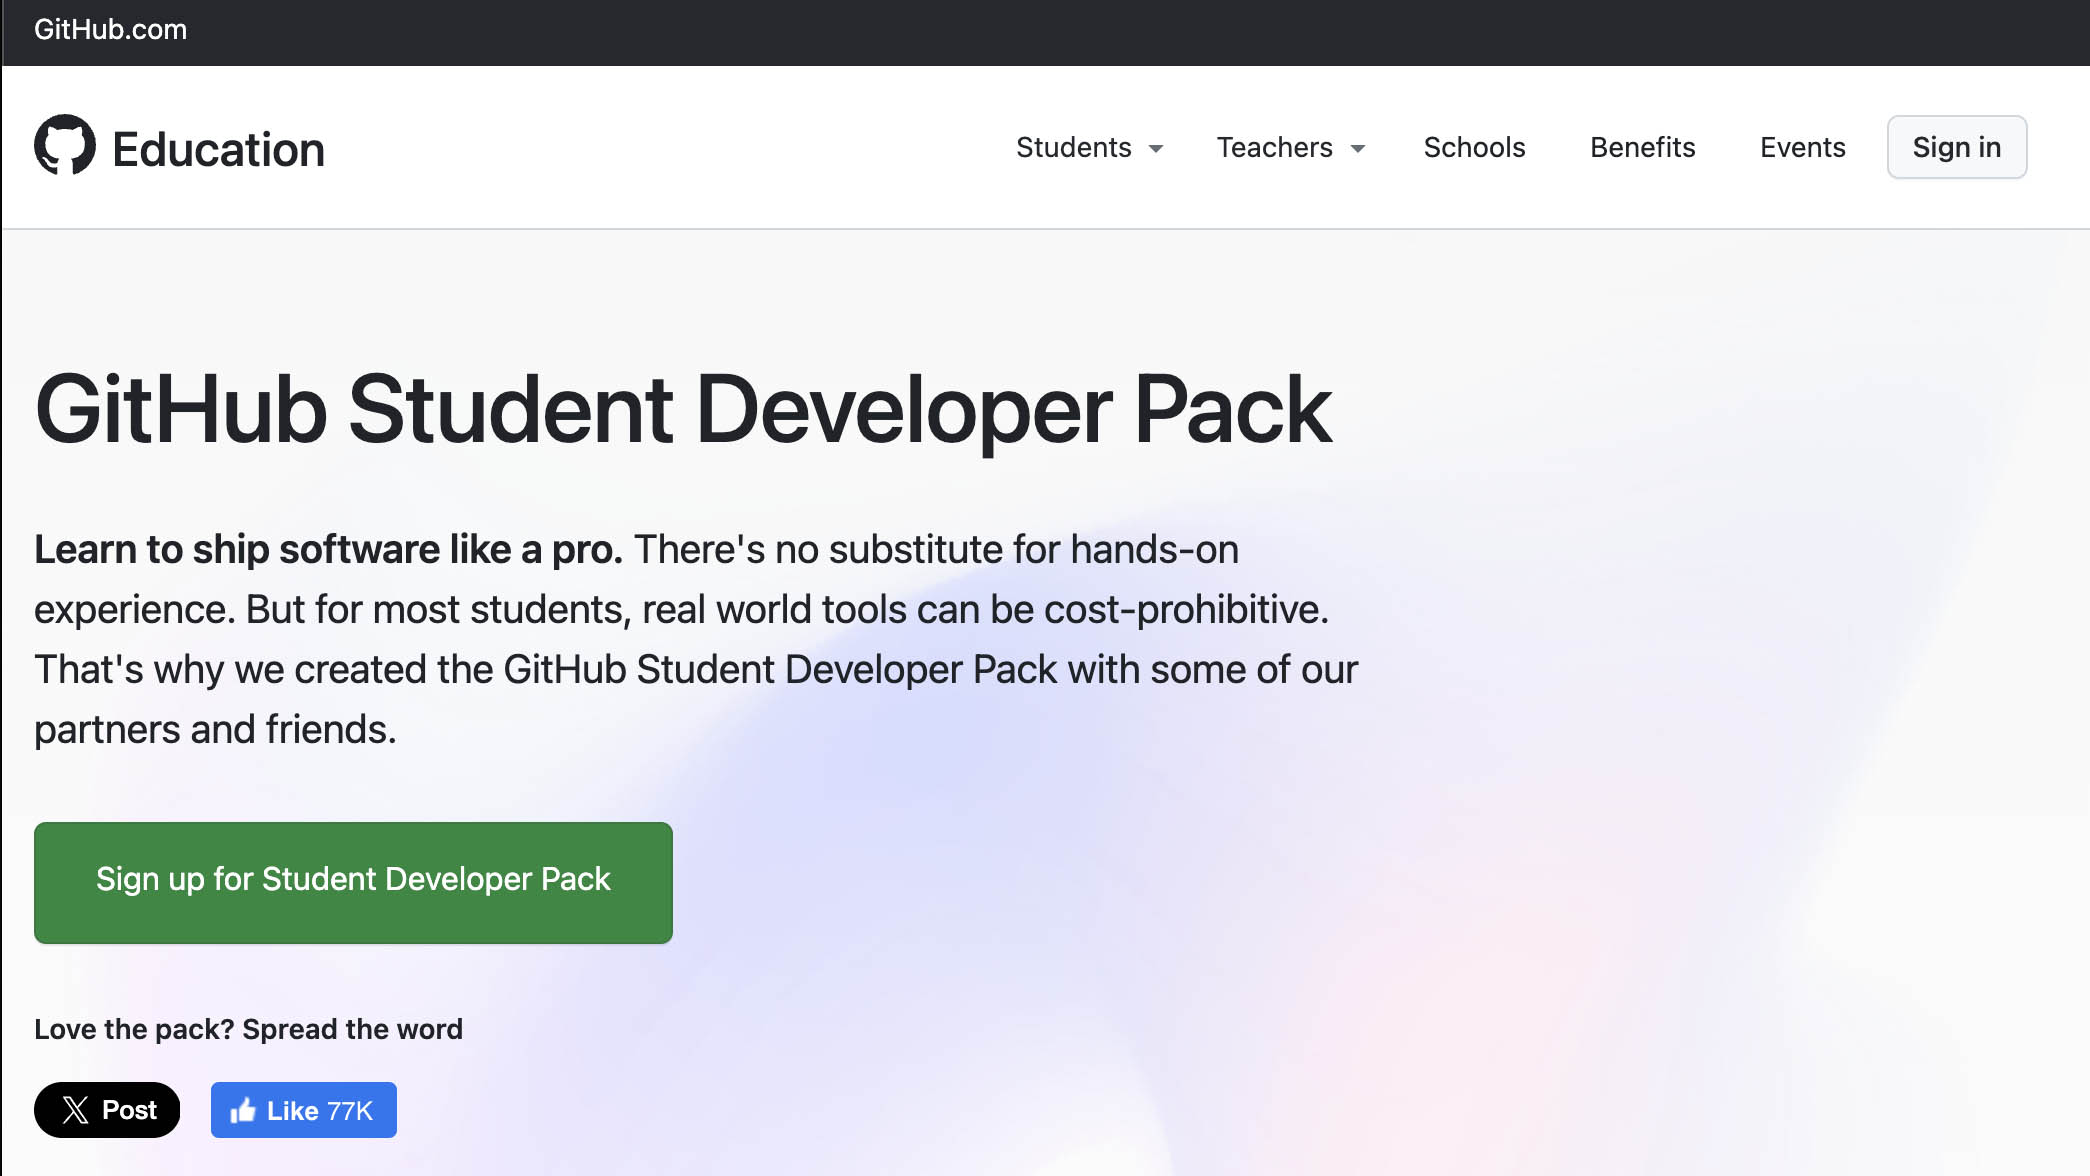 GitHub.com
Education
Students
Teachers
Schools
Benefits
Events
Sign in
GitHub Student Developer Pack
Learn to ship software like a pro. There's no substitute for hands-on
experience. But for most students, real world tools can be cost-prohibitive.
That's why we created the GitHub Student Developer Pack with some of our
partners and friends.
Sign up for Student Developer Pack
Love the pack? Spread the word
X Post
Like 77K